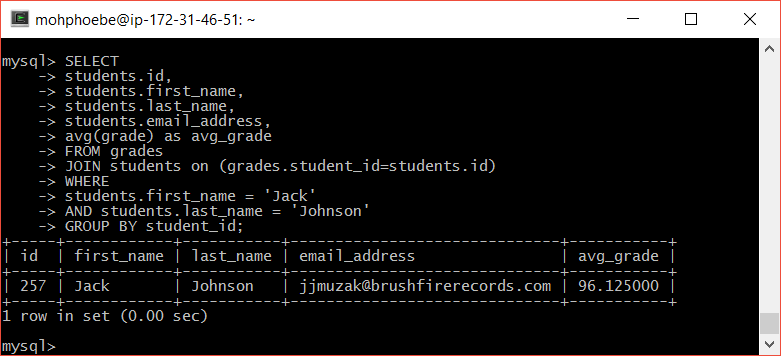 mohphoebe@ip-172-31-46-51: ~
mysql> SELECT
    -> students.id,
    -> students.first_name,
    -> students.last_name,
    -> students.email_address,
    -> avg(grade) as avg_grade
    -> FROM grades
    -> JOIN students on (grades.student_id=students.id)
    -> WHERE
    -> students.first_name = 'Jack'
    -> AND students.last_name = 'Johnson'
    -> GROUP BY student_id;
+-----+------------+-----------+------------------------------+-----------+
| id  | first_name | last_name | email_address                | avg_grade |
+-----+------------+-----------+------------------------------+-----------+
| 257 | Jack       | Johnson   | jjmuzak@brushfirerecords.com | 96.125000 |
+-----+------------+-----------+------------------------------+-----------+
1 row in set (0.00 sec)

mysql>